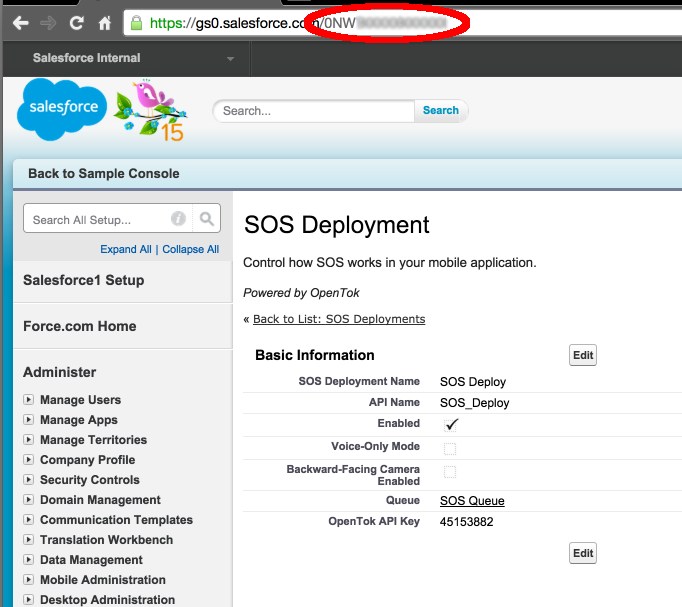 https://gs0.salesforce.com/0NW
Salesforce Internal
salesforce
15
Search...
Search
Back to Sample Console
Search All Setup...
i
Expand All | Collapse All
Salesforce1 Setup
Force.com Home
Administer
Manage Users
Manage Apps
Manage Territories
Company Profile
Security Controls
Domain Management
Communication Templates
Translation Workbench
Data Management
Mobile Administration
Desktop Administration
SOS Deployment
Control how SOS works in your mobile application.
Powered by OpenTok
« Back to List: SOS Deployments
Basic Information
Edit
SOS Deployment Name SOS Deploy
API Name SOS_Deploy
Enabled
Voice-Only Mode
Backward-Facing Camera
Enabled
Queue SOS Queue
OpenTok API Key 45153882
Edit